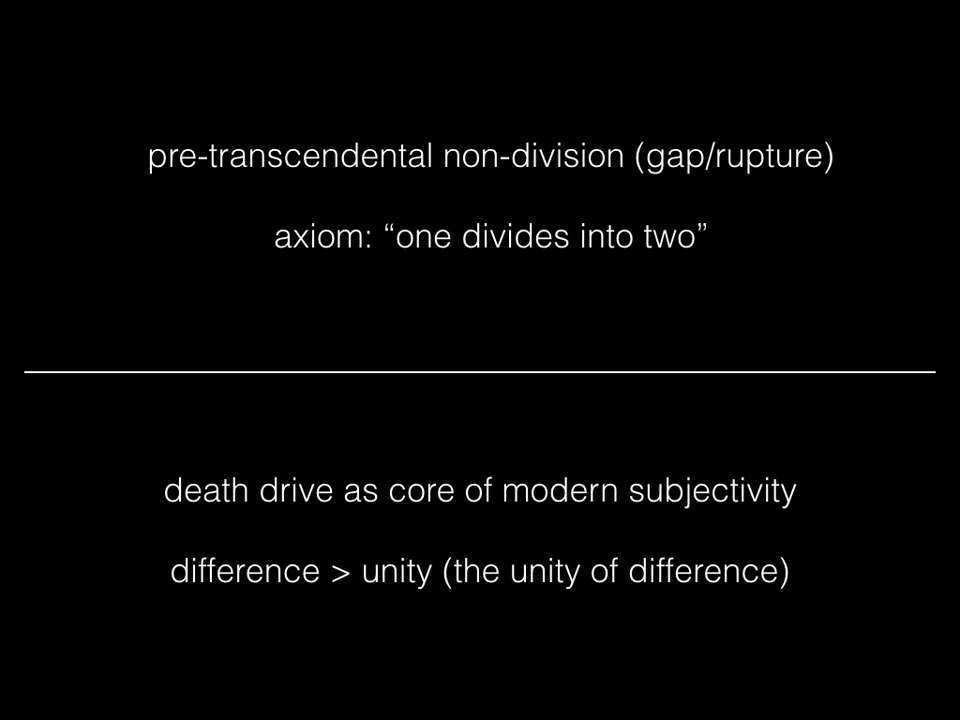 pre-transcendental non-division (gap/rupture)
axiom: “one divides into two”
death drive as core of modern subjectivity
difference > unity (the unity of difference)